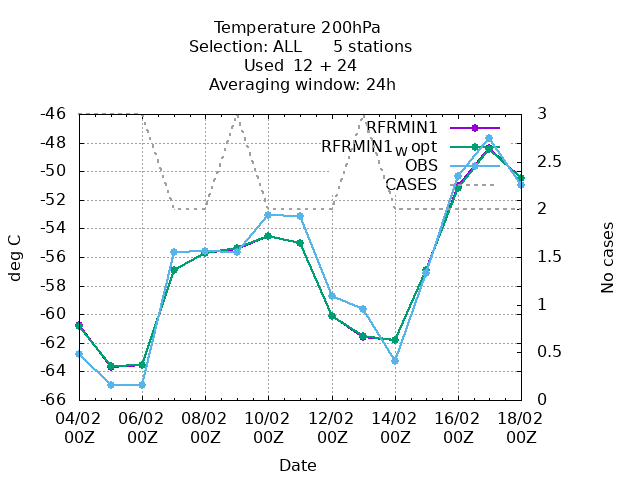 Temperature 200hPa
Selection: ALL 5 stations
Used 12 + 24
Averaging window: 24h
RFRMIN1
RFRMIN1w opt
OBS
CASES
deg C
-46
-48
-50
-52
-54
-56
-58
-60
-62
-64
-66
3
2.5
2
1.5
1
0.5
0
No cases
04/02 06/02 08/02 10/02 12/02 14/02 16/02 18/02
00Z 00Z 00Z 00Z 00Z 00Z 00Z 00Z
Date